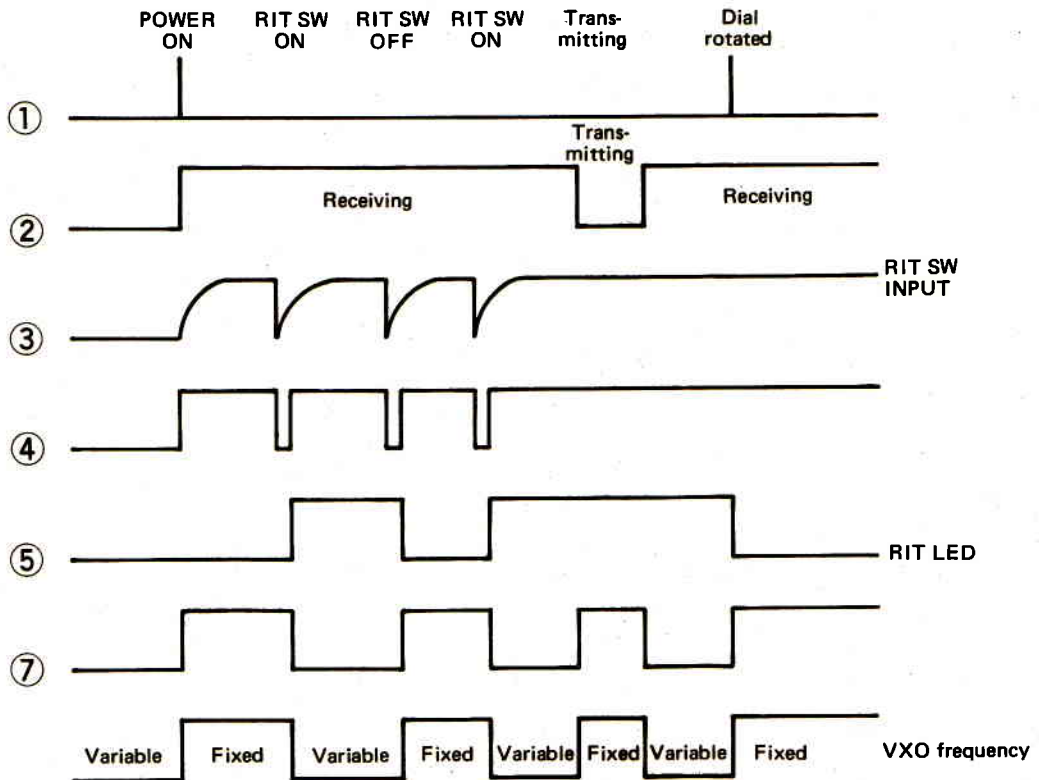 POWER ON
RIT SW ON
RIT SW OFF
RIT SW ON
Trans-
mitting
Dial
rotated
①
Trans-
mitting
Receiving
Receiving
②
RIT SW
INPUT
③
④
⑤
RIT LED
⑦
Variable Fixed Variable Fixed Variable Fixed Variable Fixed VXO frequency